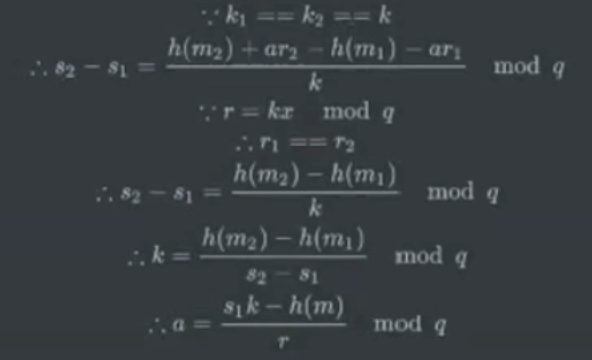 ∵ k₁ == k₂ == k
∴ s₂ − s₁ = (h(m₂) + ar₂ − h(m₁) − ar₁) / k mod q
∵ r = kx mod q
∴ r₁ == r₂
∴ s₂ − s₁ = (h(m₂) − h(m₁)) / k mod q
∴ k = (h(m₂) − h(m₁)) / (s₂ − s₁) mod q
∴ a = (s₁k − h(m)) / r mod q